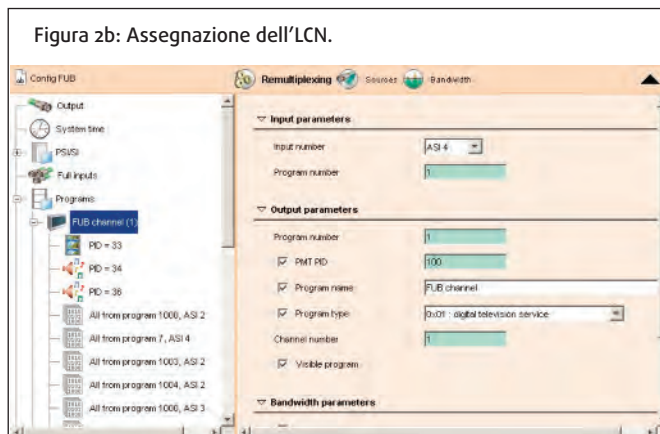 Figura 2b: Assegnazione dell'LCN.
Config FUB
Remultiplexing Sources Bandwidth
Output
System time
PSI/SI
Full inputs
Programs
FUB channel (1)
PID = 33
PID = 34
PID = 36
All from program 1000, ASI 2
All from program 7, ASI 4
All from program 1003, ASI 2
All from program 1004, ASI 2
All from program 1000, ASI 3
Input parameters
Input number ASI 4
Program number 1
Output parameters
Program number 1
PMT PID 100
Program name FUB channel
Program type 0x01 : digital television service
Channel number 1
Visible program
Bandwidth parameters